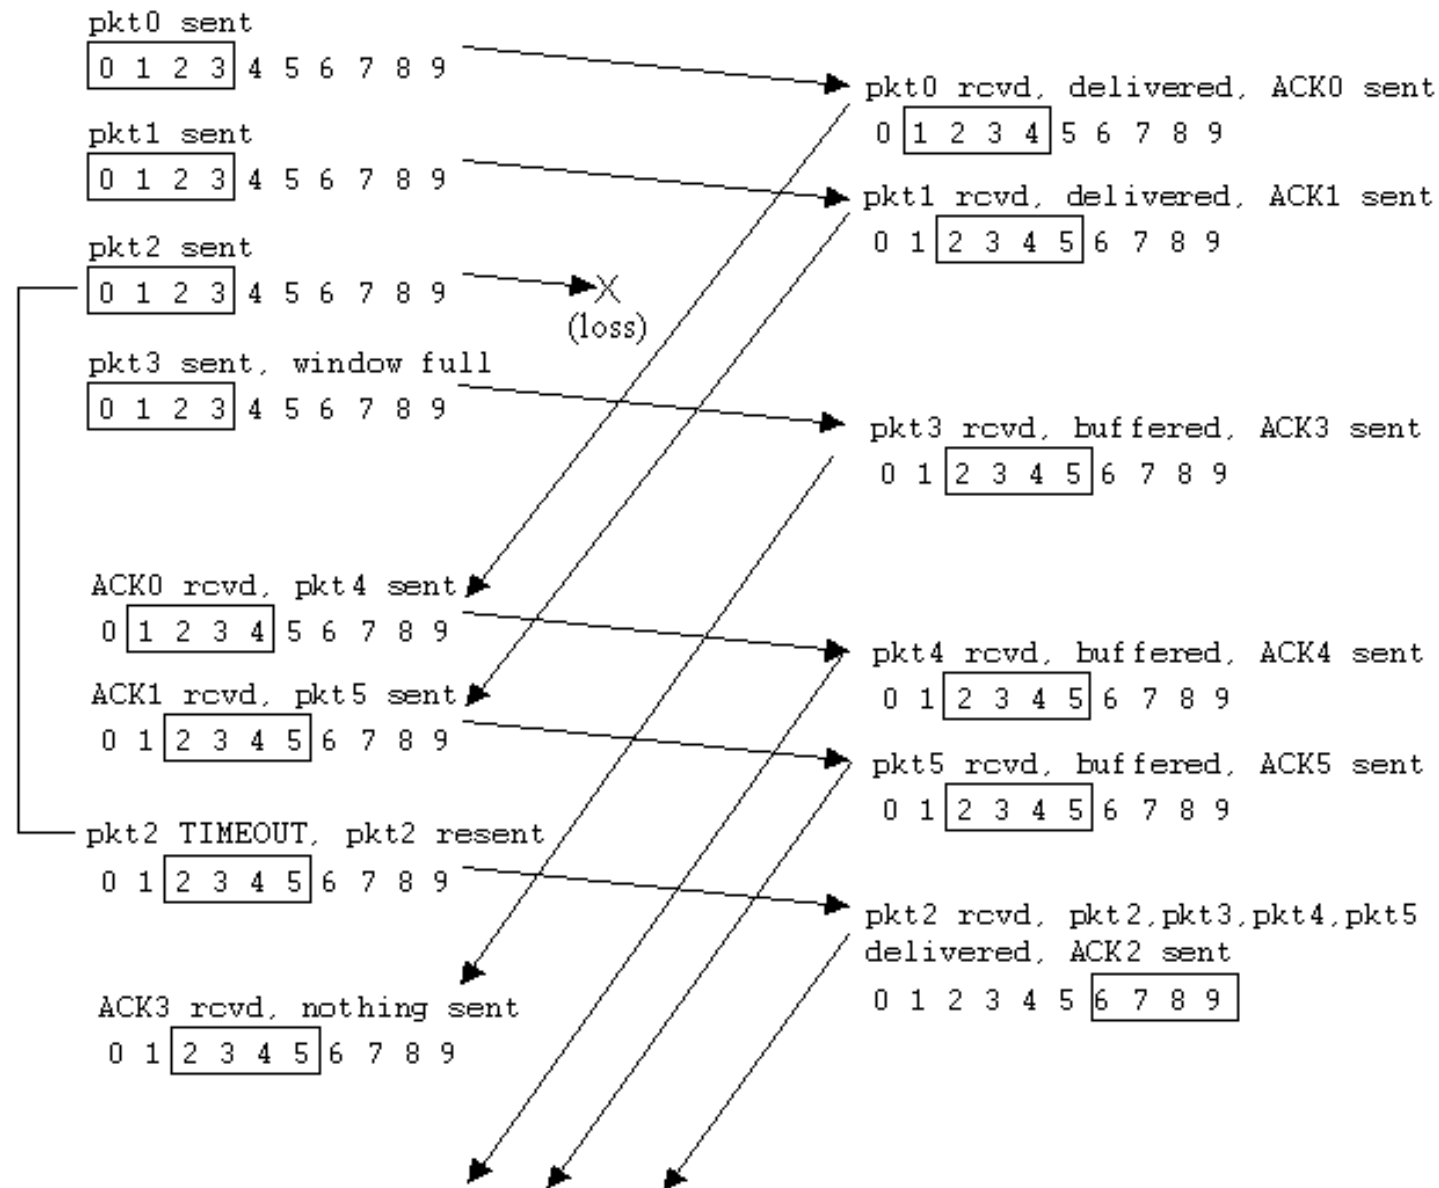 pkt0 sent
0 1 2 3 4 5 6 7 8 9
pkt1 sent
0 1 2 3 4 5 6 7 8 9
pkt2 sent
0 1 2 3 4 5 6 7 8 9
(loss)
pkt3 sent, window full
0 1 2 3 4 5 6 7 8 9
ACK0 rcvd, pkt4 sent
0 1 2 3 4 5 6 7 8 9
ACK1 rcvd, pkt5 sent
0 1 2 3 4 5 6 7 8 9
pkt2 TIMEOUT, pkt2 resent
0 1 2 3 4 5 6 7 8 9
ACK3 rcvd, nothing sent
0 1 2 3 4 5 6 7 8 9
pkt0 rcvd, delivered, ACK0 sent
0 1 2 3 4 5 6 7 8 9
pkt1 rcvd, delivered, ACK1 sent
0 1 2 3 4 5 6 7 8 9
pkt3 rcvd, buffered, ACK3 sent
0 1 2 3 4 5 6 7 8 9
pkt4 rcvd, buffered, ACK4 sent
0 1 2 3 4 5 6 7 8 9
pkt5 rcvd, buffered, ACK5 sent
0 1 2 3 4 5 6 7 8 9
pkt2 rcvd, pkt2,pkt3,pkt4,pkt5
delivered, ACK2 sent
0 1 2 3 4 5 6 7 8 9